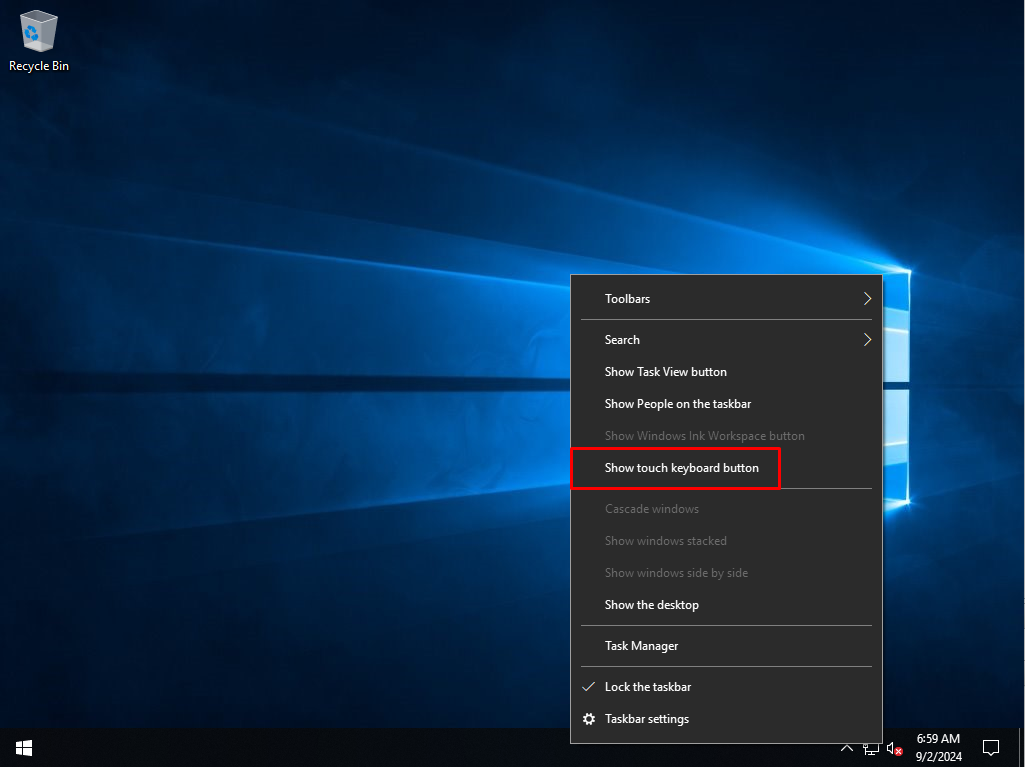 Recycle Bin
Toolbars
Search
Show Task View button
Show People on the taskbar
Show Windows Ink Workspace button
Show touch keyboard button
Cascade windows
Show windows stacked
Show windows side by side
Show the desktop
Task Manager
Lock the taskbar
Taskbar settings
6:59 AM
9/2/2024